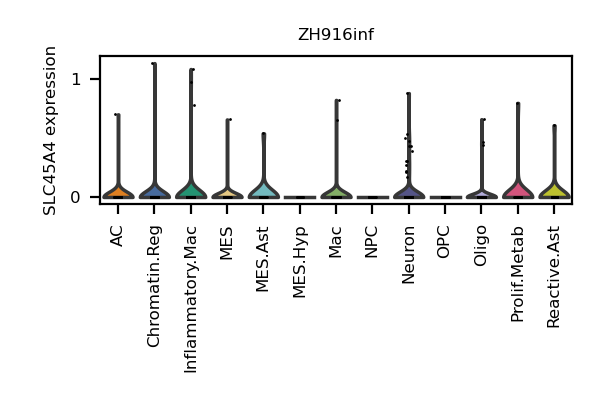 ZH916inf
SLC45A4 expression
1
0
AC
Chromatin.Reg
Inflammatory.Mac
MES
MES.Ast
MES.Hyp
Mac
NPC
Neuron
OPC
Oligo
Prolif.Metab
Reactive.Ast